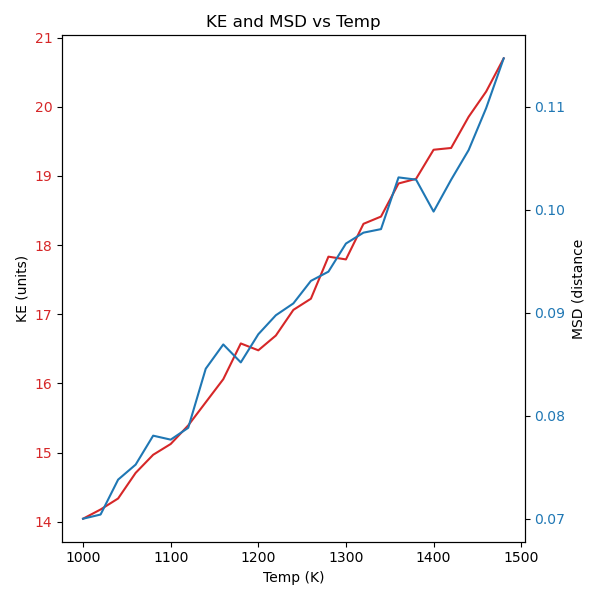 KE and MSD vs Temp
21
20
19
18
17
16
15
14
KE (units)
0.11
0.10
0.09
0.08
0.07
MSD (distance
1000 1100 1200 1300 1400 1500
Temp (K)